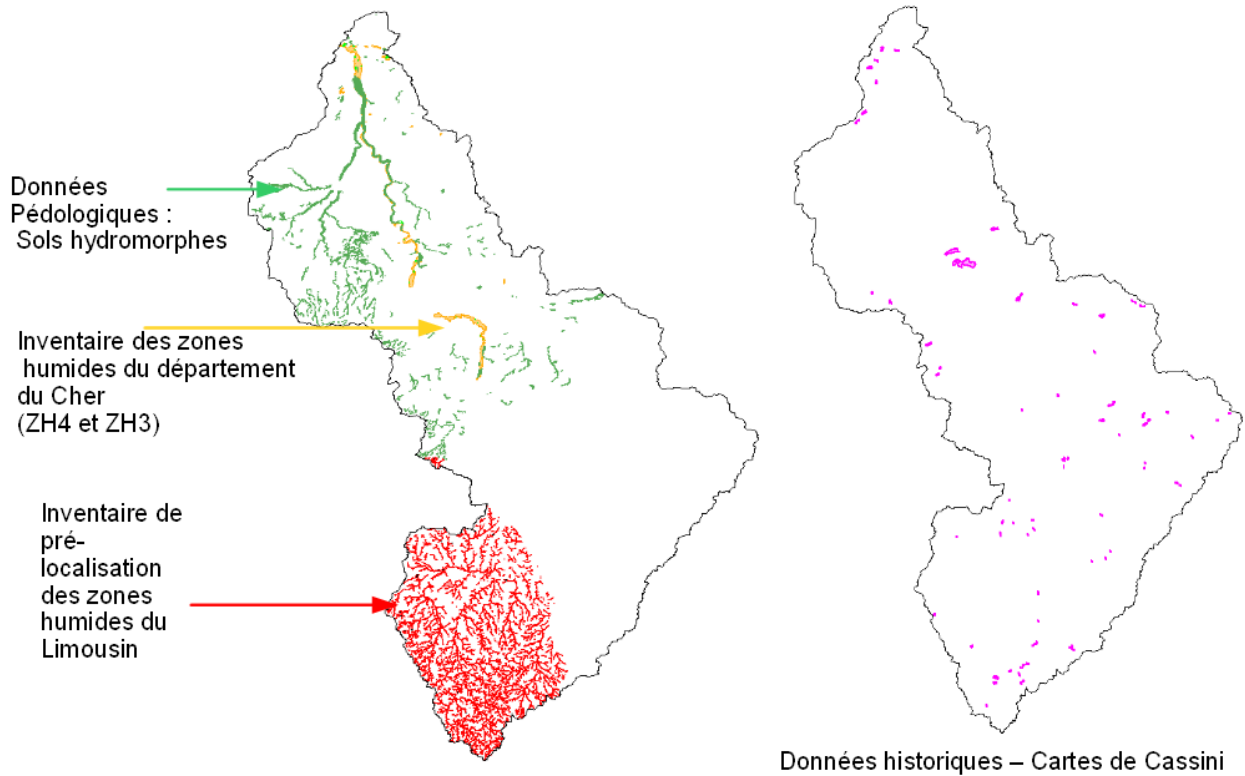 Données
Pédologiques :
Sols hydromorphes
Inventaire des zones
humides du département
du Cher
(ZH4 et ZH3)
Inventaire de
pré-
localisation
des zones
humides du
Limousin
Données historiques – Cartes de Cassini